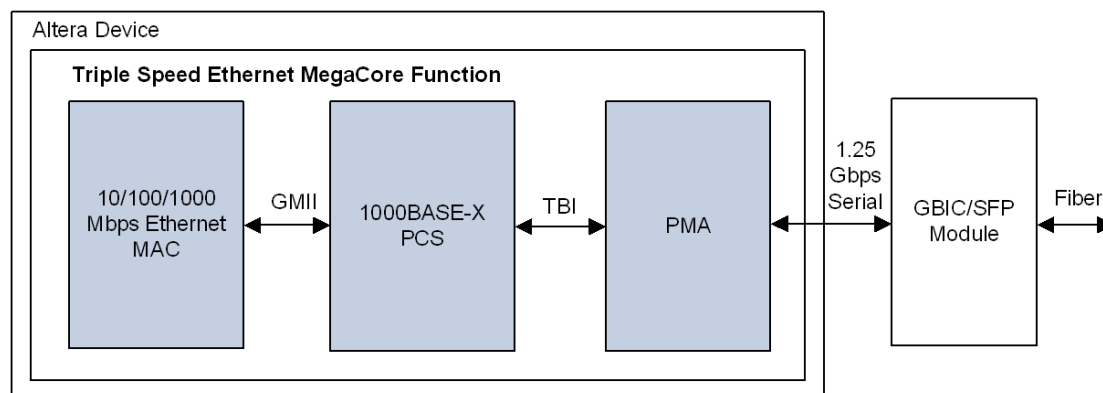 Altera Device
Triple Speed Ethernet MegaCore Function
10/100/1000
Mbps Ethernet
MAC
GMII
1000BASE-X
PCS
TBI
PMA
1.25
Gbps
Serial
GBIC/SFP
Module
Fiber